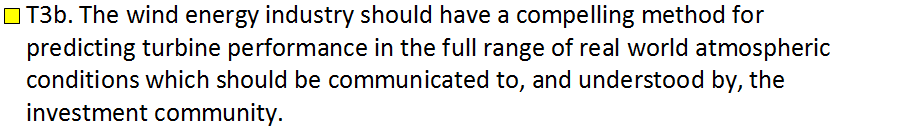 T3b. The wind energy industry should have a compelling method for
predicting turbine performance in the full range of real world atmospheric
conditions which should be communicated to, and understood by, the
investment community.